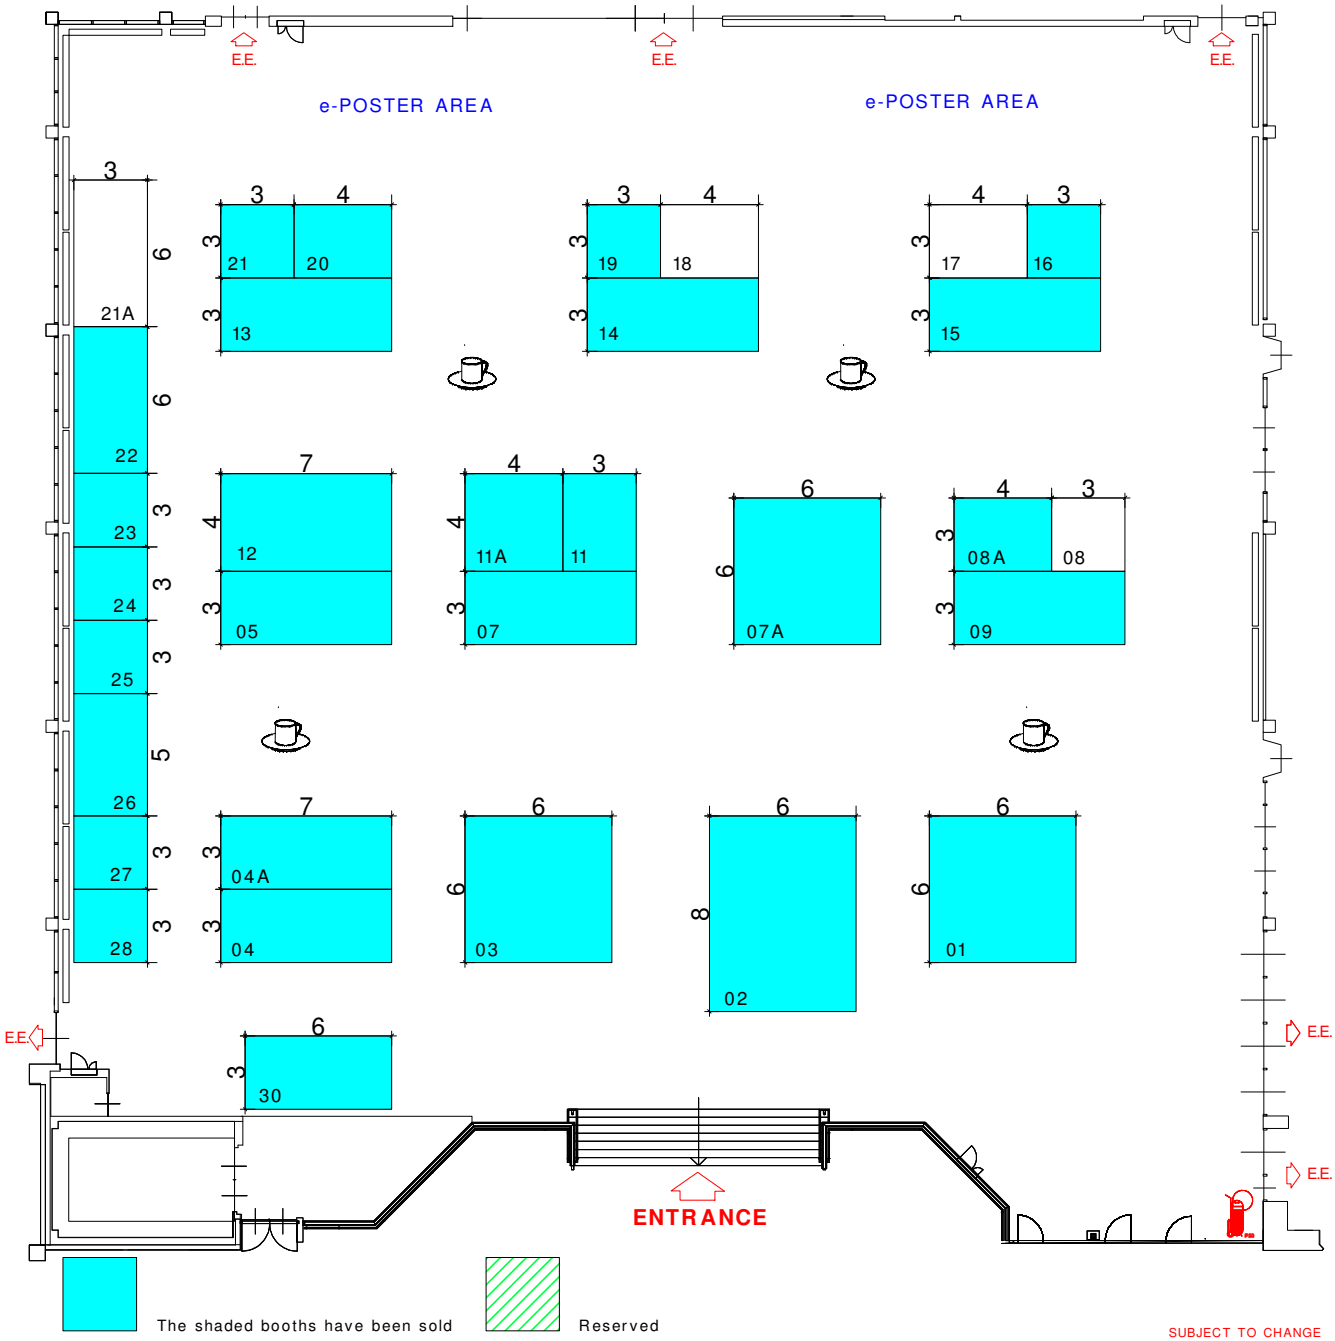 E.E. E.E. E.E.
e-POSTER AREA e-POSTER AREA
3
3 4 3 4 4 3
3 21 20 6 3 19 18 3 17 16
21A 3 13 3 14 3 15
6
22
7 4 3 6 4 3
3 23 4 12 4 11A 11 6 3 08A 08
3 24 3 05 3 07 07A 3 09
3 25
5 26
7 6 6 6
3 27 3 04A 6 03 8 02 6 01
3 28 3 04
E.E. 6 E.E.
3 30
E.E.
ENTRANCE
The shaded booths have been sold Reserved
SUBJECT TO CHANGE